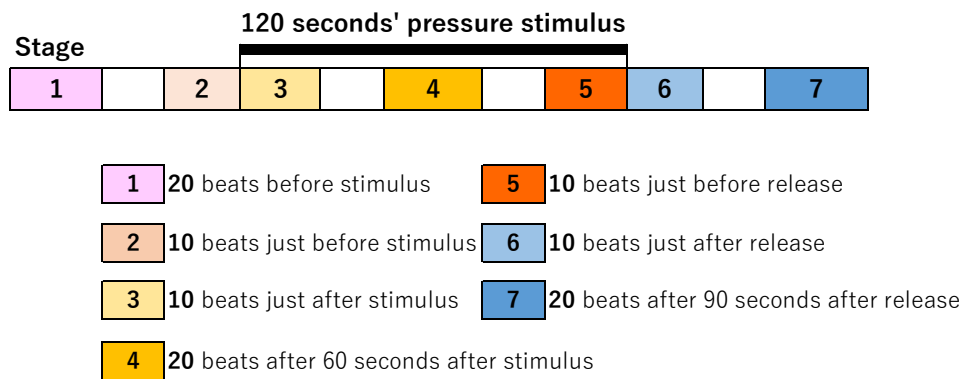 120 seconds' pressure stimulus
Stage
1 2 3 4 5 6 7
1 20 beats before stimulus
5 10 beats just before release
2 10 beats just before stimulus
6 10 beats just after release
3 10 beats just after stimulus
7 20 beats after 90 seconds after release
4 20 beats after 60 seconds after stimulus